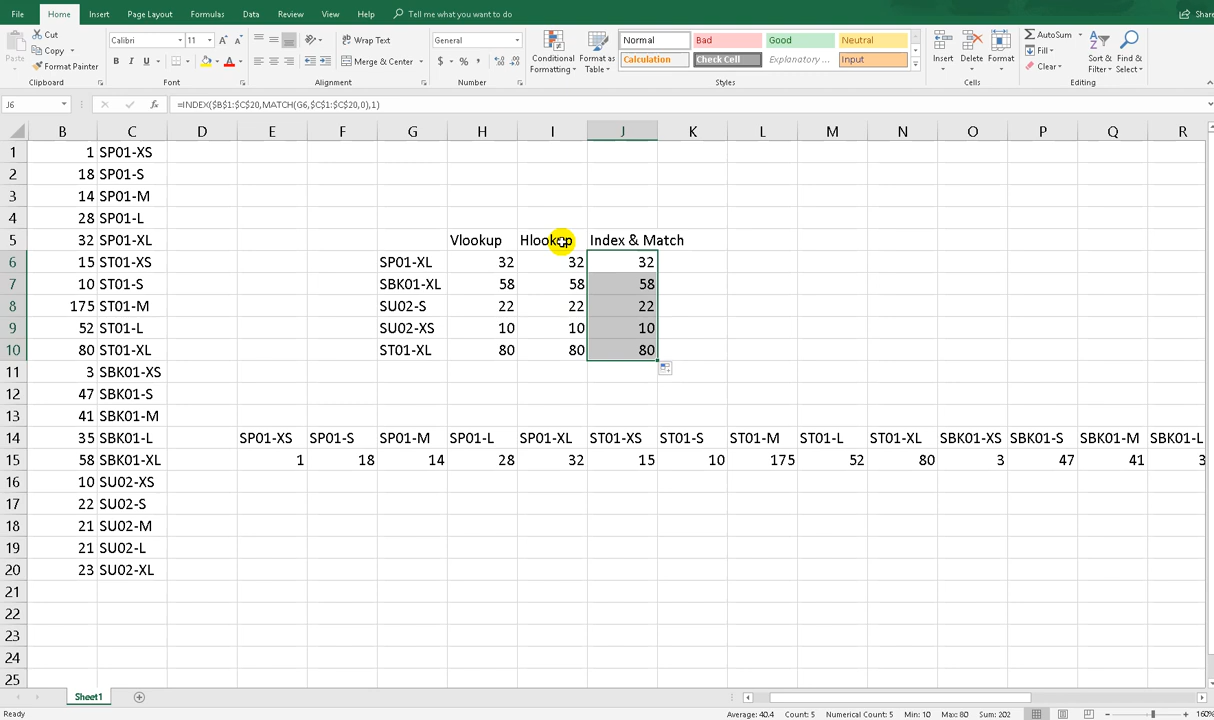 File Home Insert Page Layout Formulas Data Review View Help Tell me what you want to do Share
Cut Calibri 11 Wrap Text General Normal Bad Good Neutral AutoSum
Paste Copy Merge & Center Conditional Formatting Format as Table Calculation Check Cell Explanatory ... Input Insert Delete Format Fill Sort & Filter Find & Select
Format Painter Clear
Clipboard Font Alignment Number Styles Cells Editing
J6 fx =INDEX($B$1:$C$20,MATCH(G6,$C$1:$C$20,0),1)
B C D E F G H I J K L M N O P Q R
1 1 SP01-XS
2 18 SP01-S
3 14 SP01-M
4 28 SP01-L
5 32 SP01-XL Vlookup Hlookup Index & Match
6 15 ST01-XS SP01-XL 32 32 32
7 10 ST01-S SBK01-XL 58 58 58
8 175 ST01-M SU02-S 22 22 22
9 52 ST01-L SU02-XS 10 10 10
10 80 ST01-XL ST01-XL 80 80 80
11 3 SBK01-XS
12 47 SBK01-S
13 41 SBK01-M
14 35 SBK01-L SP01-XS SP01-S SP01-M SP01-L SP01-XL ST01-XS ST01-S ST01-M ST01-L ST01-XL SBK01-XS SBK01-S SBK01-M SBK01-L
15 58 SBK01-XL 1 18 14 28 32 15 10 175 52 80 3 47 41 3
16 10 SU02-XS
17 22 SU02-S
18 21 SU02-M
19 21 SU02-L
20 23 SU02-XL
21
22
23
24
25
Sheet1
Ready Average: 40.4 Count: 5 Numerical Count: 5 Min: 10 Max: 80 Sum: 202 160%